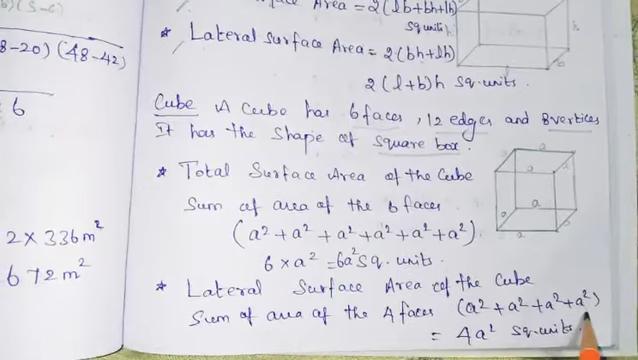 8-20) (48-42)
6
2 x 336 m²
672 m²
Surface Area = 2(lb+bh+lh)
sq units
* Lateral Surface Area = 2(bh+lh)
2(l+b)h sq.units.
Cube A Cube has 6 faces, 12 edges and 8 vertices
It has the Shape of square box.
* Total Surface Area of the Cube
Sum of area of the 6 faces
(a²+a²+a²+a²+a²+a²)
6 x a² = 6a² sq. units.
* Lateral Surface Area of the Cube
Sum of area of the 4 faces (a²+a²+a²+a²)
= 4a² sq.units.